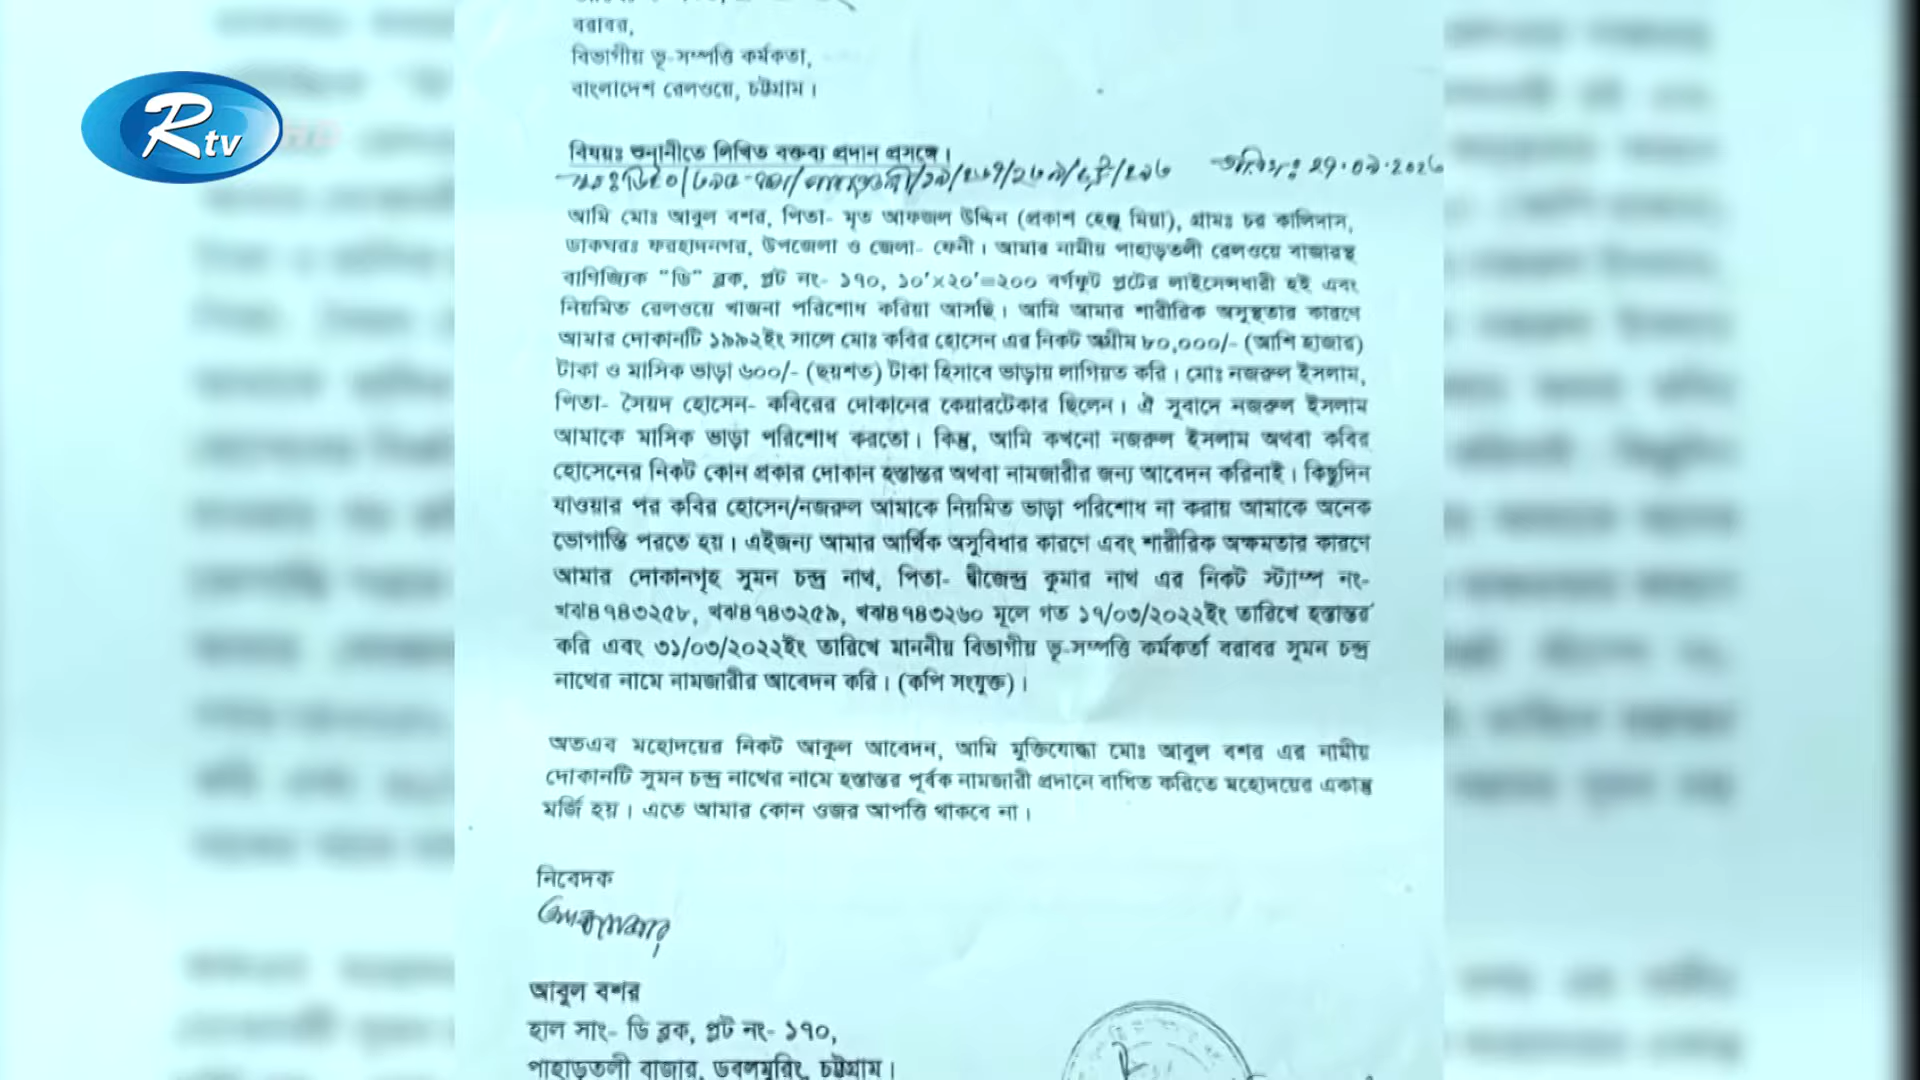 Rtv
বরাবর,
বিভাগীয় ভূ-সম্পত্তি কর্মকতা,
বাংলাদেশ রেলওয়ে, চট্টগ্রাম।
বিষয়ঃ শুনানীতে লিখিত বক্তব্য প্রদান প্রসঙ্গে।
আমি মোঃ আবুল বশর, পিতা- মৃত আফজল উদ্দিন (প্রকাশ হেঞ্জু মিয়া), গ্রামঃ চর কালিদাস,
ডাকঘরঃ ফরহাদনগর, উপজেলা ও জেলা- ফেনী। আমার নামীয় পাহাড়তলী রেলওয়ে বাজারস্থ
বাণিজ্যিক "ডি" ব্লক, প্লট নং- ১৭০, ১০′×২০′=২০০ বর্গফুট প্লটের লাইসেন্সধারী হই এবং
নিয়মিত রেলওয়ে খাজনা পরিশোধ করিয়া আসছি। আমি আমার শারীরিক অসুস্থতার কারণে
আমার দোকানটি ১৯৯২ইং সালে মোঃ কবির হোসেন এর নিকট অগ্রীম ৮০,০০০/- (আশি হাজার)
টাকা ও মাসিক ভাড়া ৬০০/- (ছয়শত) টাকা হিসাবে ভাড়ায় লাগিয়ত করি। মোঃ নজরুল ইসলাম,
পিতা- সৈয়দ হোসেন- কবিরের দোকানের কেয়ারটেকার ছিলেন। ঐ সুবাদে নজরুল ইসলাম
আমাকে মাসিক ভাড়া পরিশোধ করতো। কিন্তু, আমি কখনো নজরুল ইসলাম অথবা কবির
হোসেনের নিকট কোন প্রকার দোকান হস্তান্তর অথবা নামজারীর জন্য আবেদন করিনাই। কিছুদিন
যাওয়ার পর কবির হোসেন/নজরুল আমাকে নিয়মিত ভাড়া পরিশোধ না করায় আমাকে অনেক
ভোগান্তি পরতে হয়। এইজন্য আমার আর্থিক অসুবিধার কারণে এবং শারীরিক অক্ষমতার কারণে
আমার দোকানগৃহ সুমন চন্দ্র নাথ, পিতা- দ্বীজেন্দ্র কুমার নাথ এর নিকট স্ট্যাম্প নং-
খঝ৪৭৪৩২৫৮, খঝ৪৭৪৩২৫৯, খঝ৪৭৪৩২৬০ মূলে গত ১৭/০৩/২০২২ইং তারিখে হস্তান্তর
করি এবং ৩১/০৩/২০২২ইং তারিখে মাননীয় বিভাগীয় ভূ-সম্পত্তি কর্মকর্তা বরাবর সুমন চন্দ্র
নাথের নামে নামজারীর আবেদন করি। (কপি সংযুক্ত)।
অতএব মহোদয়ের নিকট আকুল আবেদন, আমি মুক্তিযোদ্ধা মোঃ আবুল বশর এর নামীয়
দোকানটি সুমন চন্দ্র নাথের নামে হস্তান্তর পূর্বক নামজারী প্রদানে বাধিত করিতে মহোদয়ের একান্ত
মর্জি হয়। এতে আমার কোন ওজর আপত্তি থাকবে না।
নিবেদক
আবুল বশর
হাল সাং- ডি ব্লক, প্লট নং- ১৭০,
পাহাড়তলী বাজার, ডবলমুরিং, চট্টগ্রাম।